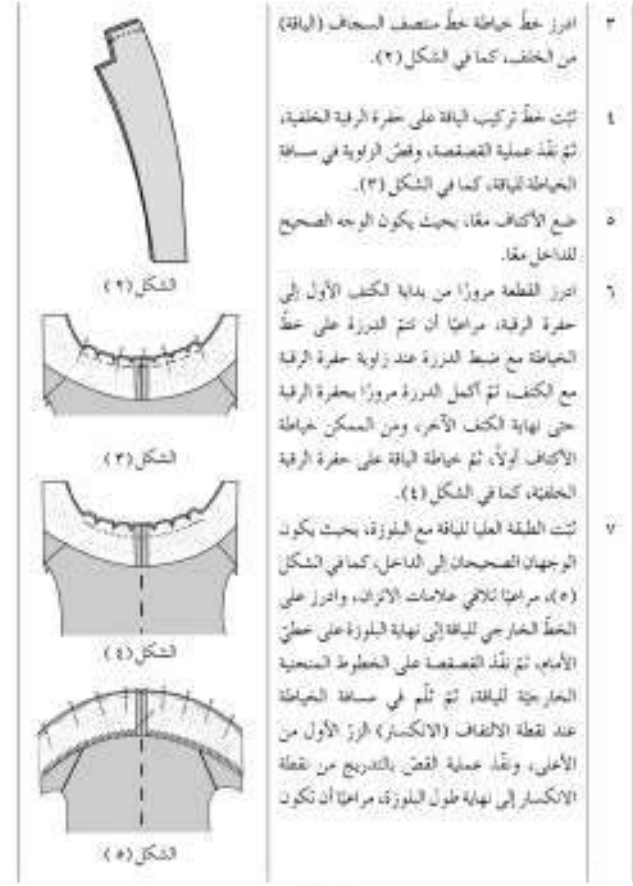 ٣ ادرز خطّ خياطة خطّ منتصف السجاف (الياقة)
من الخلف، كما في الشكل (٢).
٤ ثبّت خطّ تركيب الياقة على حفرة الرقبة الخلفية،
ثمّ نفّذ عملية القصقصة، وقصّ الزاوية في مسافة
الخياطة للياقة، كما في الشكل (٣).
٥ ضع الأكتاف معًا، بحيث يكون الوجه الصحيح
للداخل معًا.
٦ ادرز القطعة مرورًا من بداية الكتف الأول إلى
حفرة الرقبة، مراعيًا أن تتمّ الدرزة على خطّ
الخياطة مع ضبط الدرزة عند زاوية حفرة الرقبة
مع الكتف، ثمّ أكمل الدرزة مرورًا بحفرة الرقبة
حتى نهاية الكتف الآخر، ومن الممكن خياطة
الأكتاف أولاً، ثمّ خياطة الياقة على حفرة الرقبة
الخلفيّة، كما في الشكل (٤).
٧ ثبّت الطبقة العليا للياقة مع البلوزة، بحيث يكون
الوجهان الصحيحان إلى الداخل، كما في الشكل
(٥)، مراعيًا تلاقي علامات الاتزان، وادرز على
الخطّ الخارجي للياقة إلى نهاية البلوزة على خطيّ
الأمام، ثمّ نفّذ القصقصة على الخطوط المنحنية
الخارجيّة للياقة، ثمّ ثلّم في مسافة الخياطة
عند نقطة الالتفاف (الانكسار) الزرّ الأول من
الأعلى، ونفّذ عملية القصّ بالتدريج من نقطة
الانكسار إلى نهاية طول البلوزة، مراعيًا أن تكون
الشكل (٢)
الشكل (٣)
الشكل (٤)
الشكل (٥)